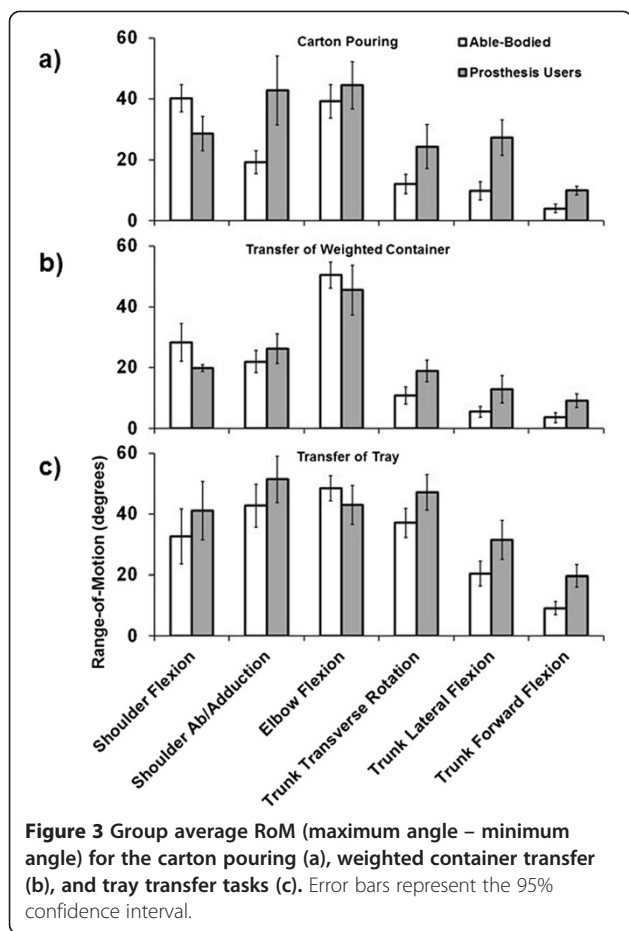 Carton Pouring
Able-Bodied
Prosthesis Users
a)
60
40
20
0
Transfer of Weighted Container
b)
60
40
20
0
Transfer of Tray
c)
60
40
20
0
Range-of-Motion (degrees)
Shoulder Flexion
Shoulder Ab/Adduction
Elbow Flexion
Trunk Transverse Rotation
Trunk Lateral Flexion
Trunk Forward Flexion
Figure 3 Group average RoM (maximum angle – minimum
angle) for the carton pouring (a), weighted container transfer
(b), and tray transfer tasks (c). Error bars represent the 95%
confidence interval.